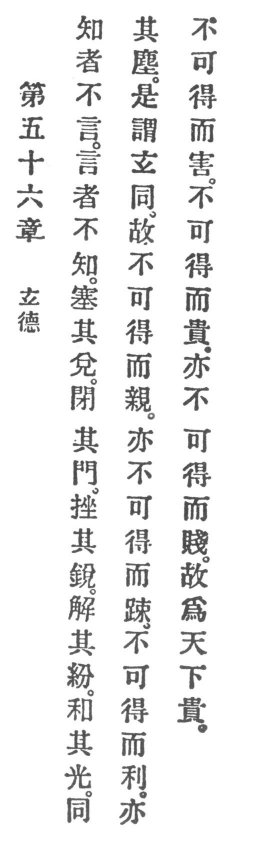 第五十六章 玄德
知者不言。言者不知。塞其兌。閉其門。挫其銳。解其紛。和其光。同
其塵。是謂玄同。故不可得而親。亦不可得而踈。不可得而利。亦
不可得而害。不可得而貴。亦不可得而賤。故爲天下貴。